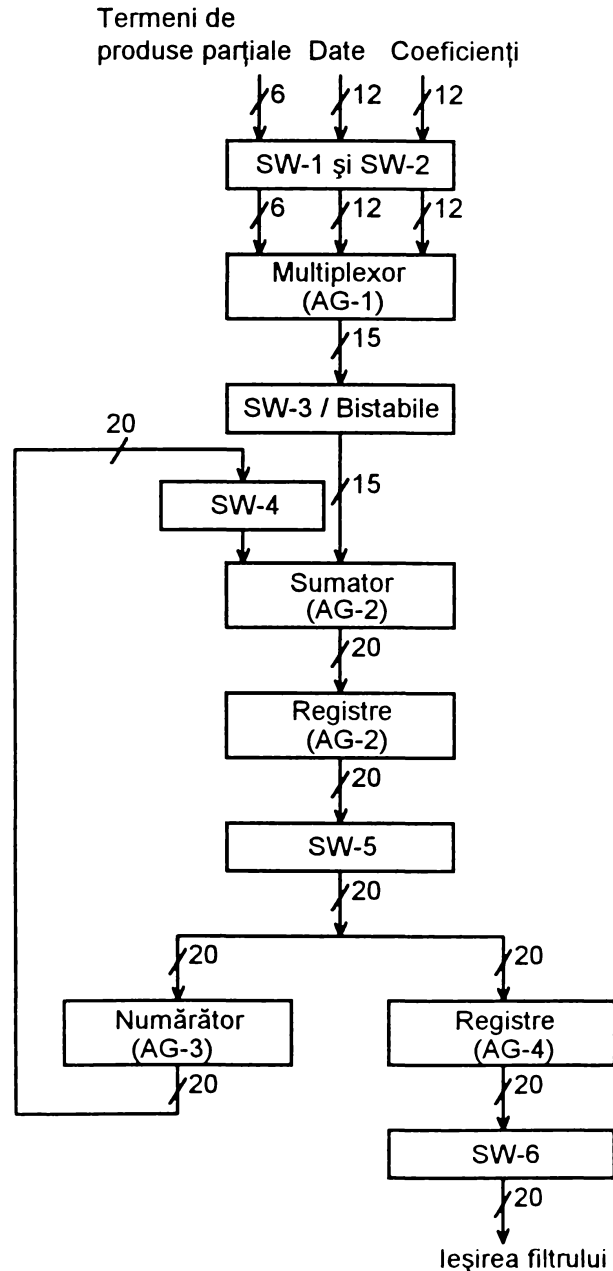 Termeni de
produse parțiale Date Coeficienți
6 12 12
SW-1 şi SW-2
6 12 12
Multiplexor
(AG-1)
15
SW-3 / Bistabile
20
SW-4
15
Sumator
(AG-2)
20
Registre
(AG-2)
20
SW-5
20
20 20
Numărător
(AG-3)
Registre
(AG-4)
20 20
SW-6
20
Ieşirea filtrului